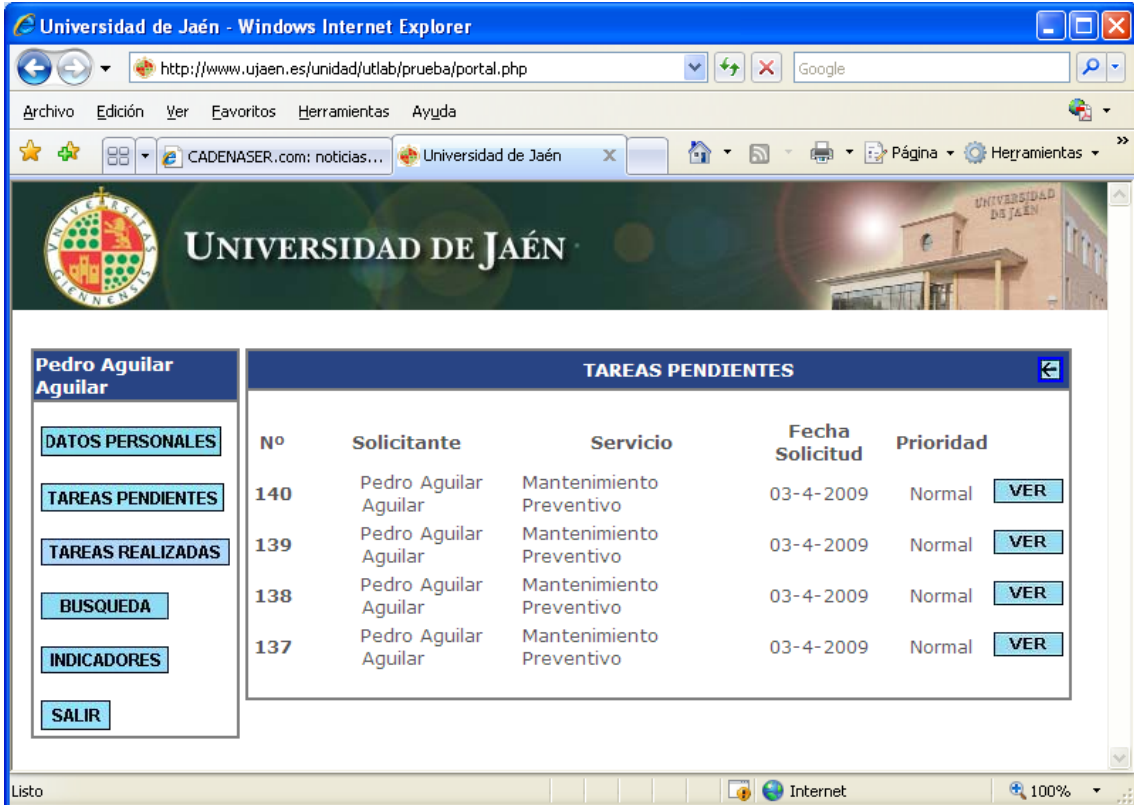 Universidad de Jaén - Windows Internet Explorer
http://www.ujaen.es/unidad/utlab/prueba/portal.php
Google
Archivo Edición Ver Favoritos Herramientas Ayuda
CADENASER.com: noticias... Universidad de Jaén x Página Herramientas »
UNIVERSITAS GIENNENSIS
UNIVERSIDAD DE JAÉN
UNIVERSIDAD
DE JAÉN
Pedro Aguilar
Aguilar
DATOS PERSONALES
TAREAS PENDIENTES
TAREAS REALIZADAS
BUSQUEDA
INDICADORES
SALIR
TAREAS PENDIENTES
Nº Solicitante Servicio Fecha Solicitud Prioridad
140 Pedro Aguilar Aguilar Mantenimiento Preventivo 03-4-2009 Normal VER
139 Pedro Aguilar Aguilar Mantenimiento Preventivo 03-4-2009 Normal VER
138 Pedro Aguilar Aguilar Mantenimiento Preventivo 03-4-2009 Normal VER
137 Pedro Aguilar Aguilar Mantenimiento Preventivo 03-4-2009 Normal VER
Listo Internet 100%